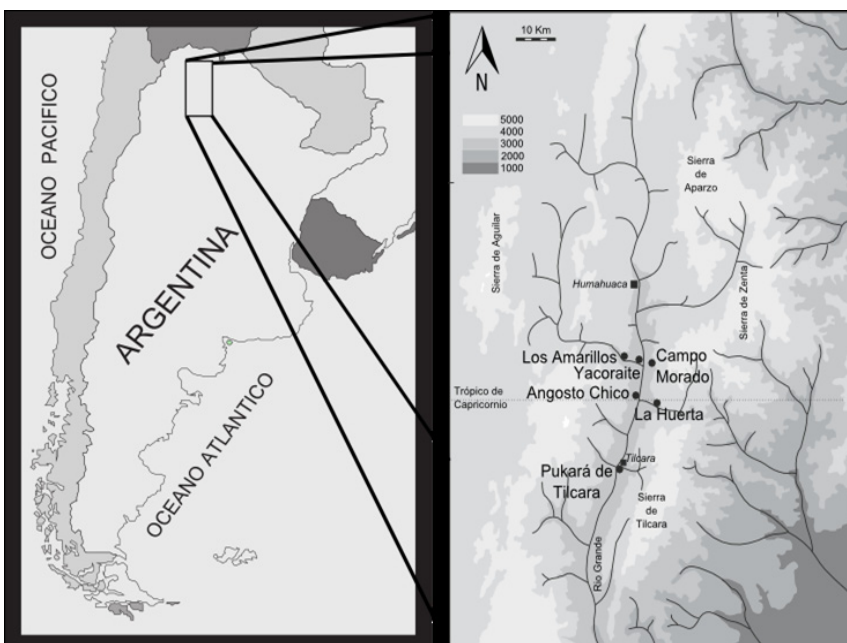 OCEANO PACIFICO
ARGENTINA
OCEANO ATLANTICO
N
10 Km
5000
4000
3000
2000
1000
Sierra
de
Aparzo
Sierra de Aguilar
Humahuaca
Sierra de Zenta
Los Amarillos
Yacoraite
Campo
Morado
Angosto Chico
La Huerta
Trópico de
Capricornio
Tilcara
Pukará de
Tilcara
Sierra
de
Tilcara
Rio Grande